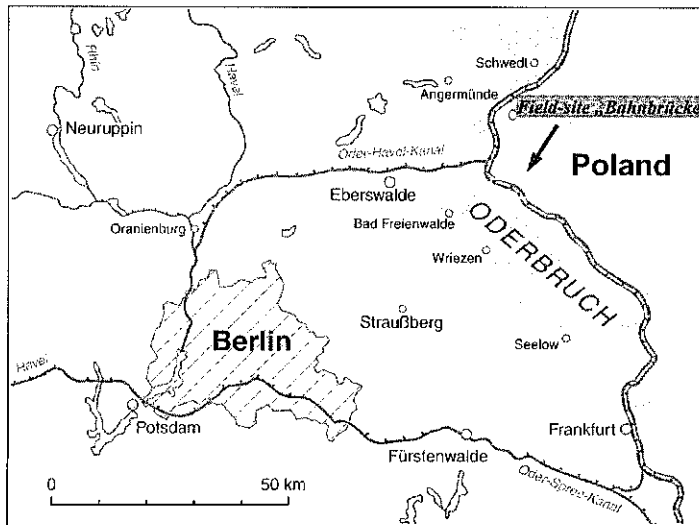 Rhin
Havel
Schwedt
Angermünde
Field-site „Bahnbrücke
Neuruppin
Oder-Havel-Kanal
Poland
Eberswalde
Oranienburg
Bad Freienwalde
ODERBRUCH
Wriezen
Straußberg
Berlin
Seelow
Havel
Potsdam
Frankfurt
Fürstenwalde
Oder-Spree-Kanal
0 50 km